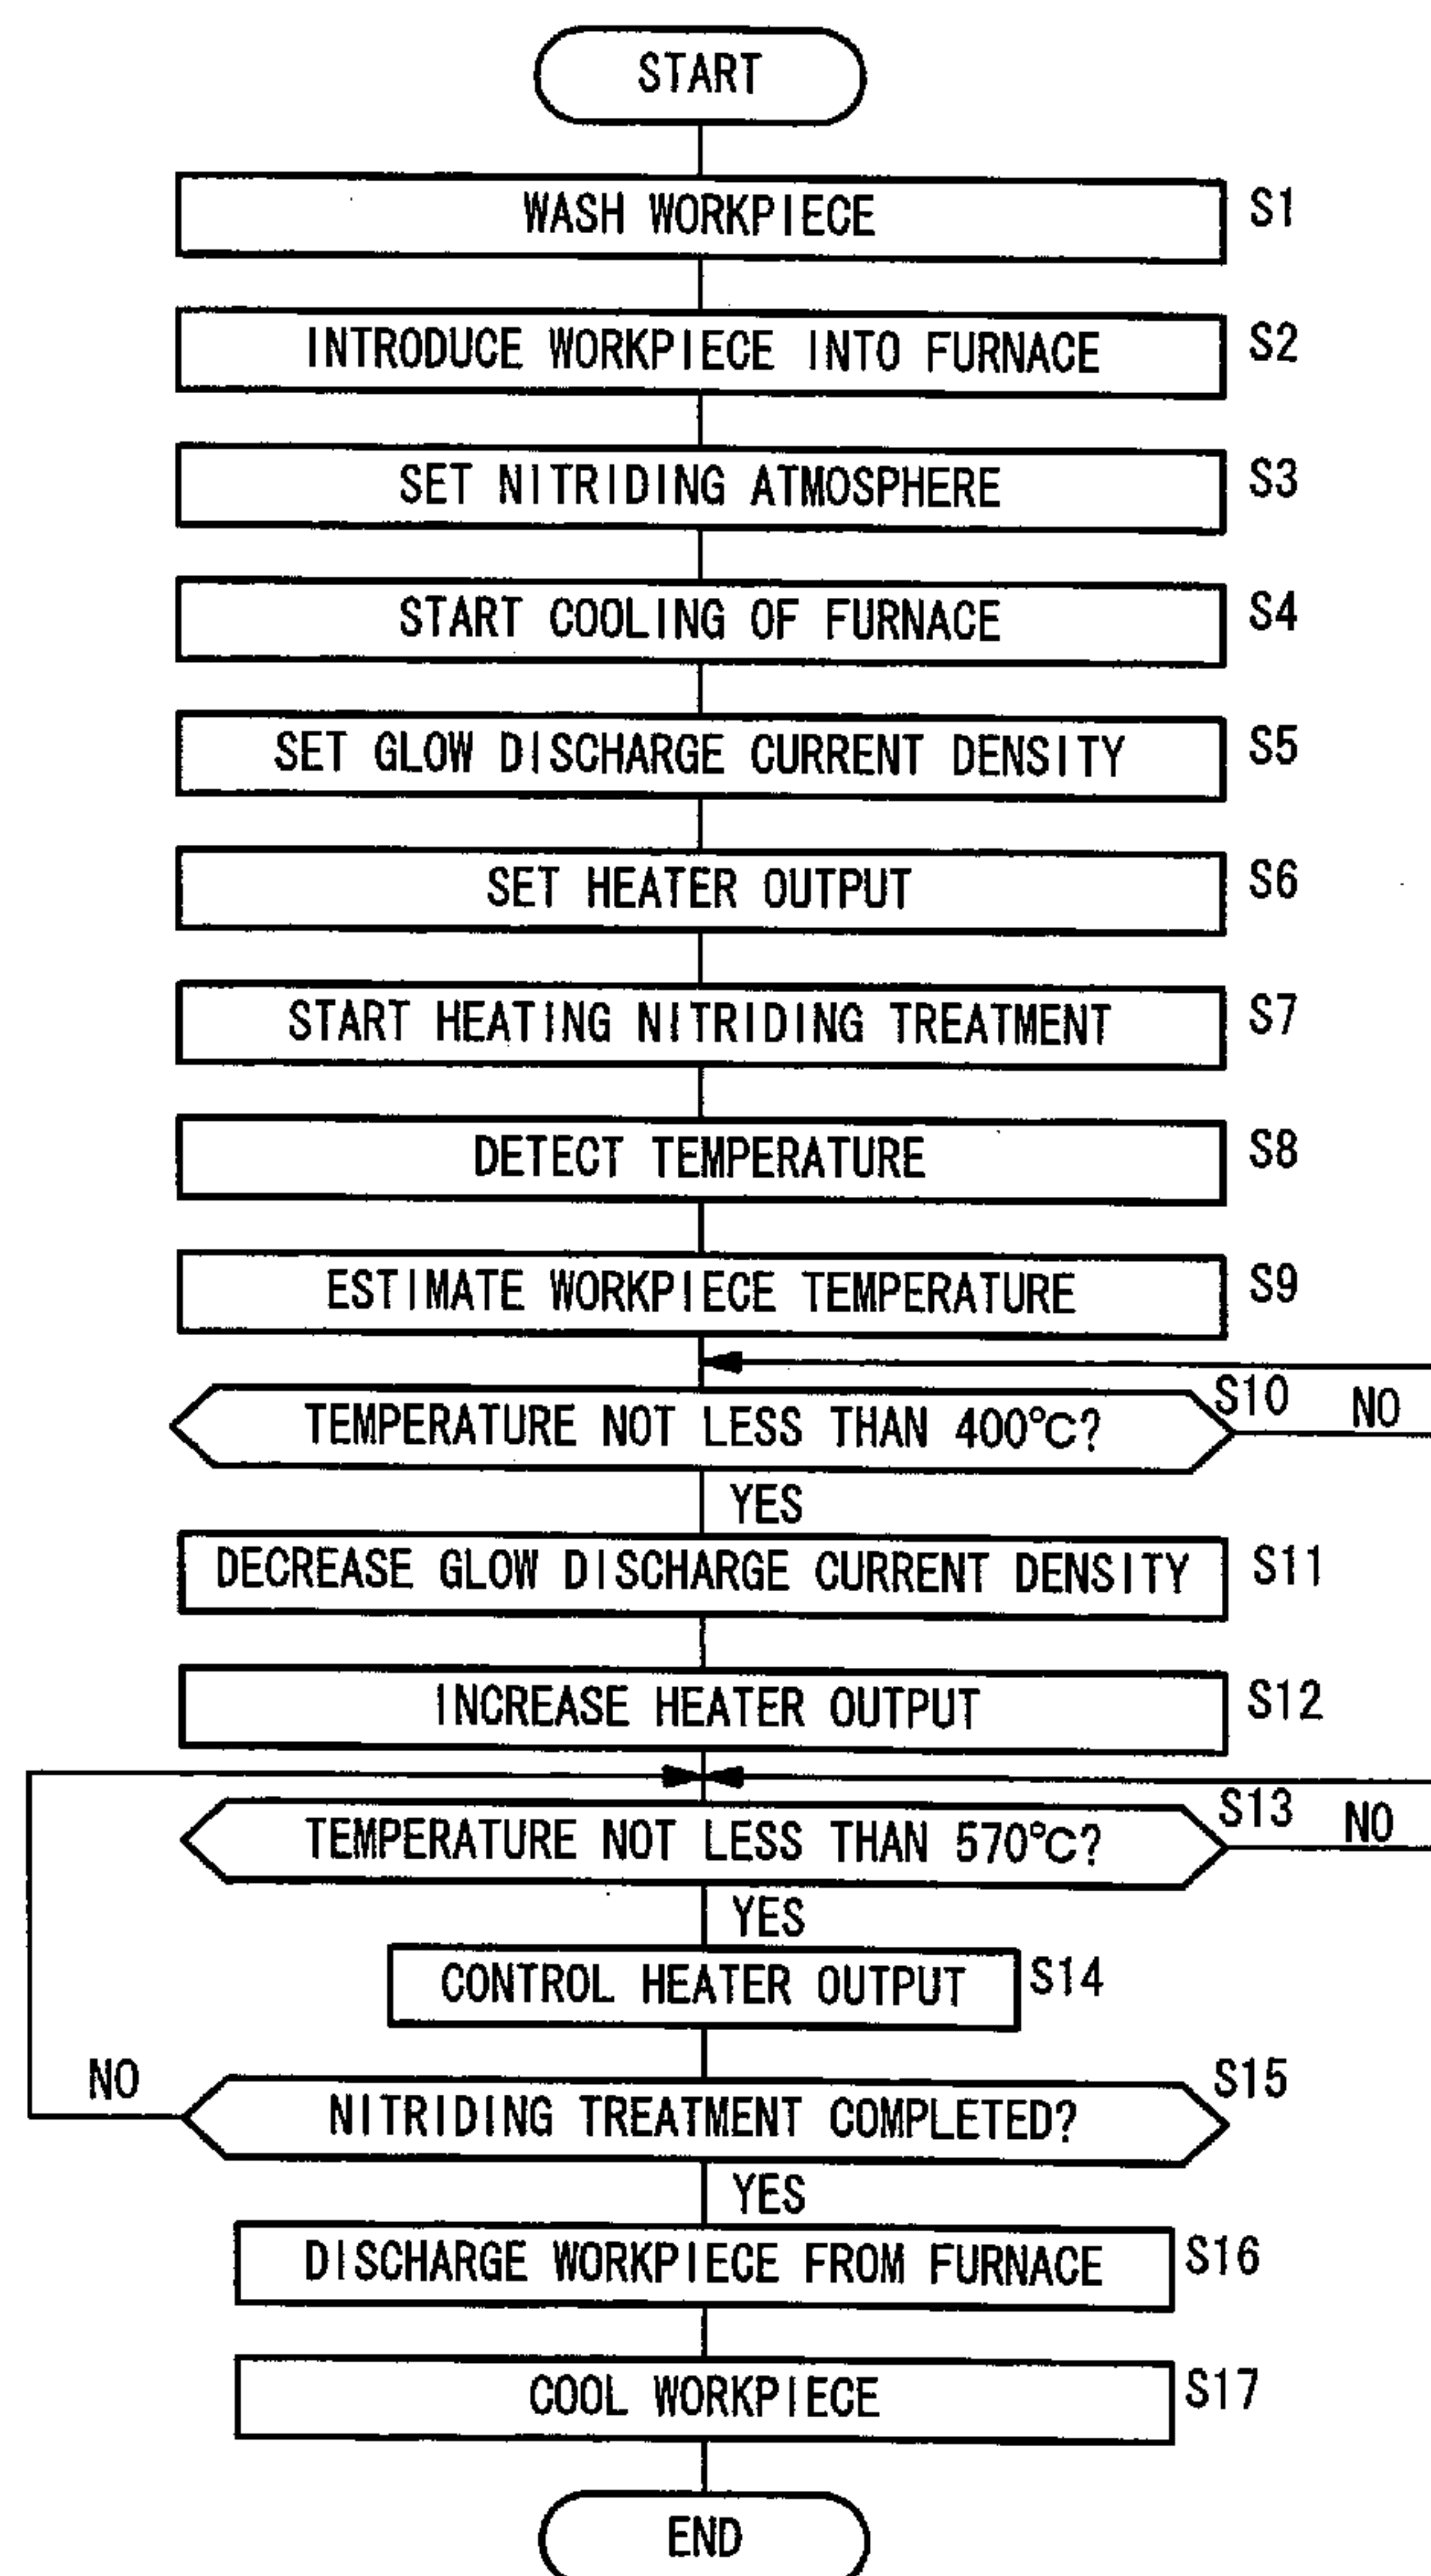 START
WASH WORKPIECE S1
INTRODUCE WORKPIECE INTO FURNACE S2
SET NITRIDING ATMOSPHERE S3
START COOLING OF FURNACE S4
SET GLOW DISCHARGE CURRENT DENSITY S5
SET HEATER OUTPUT S6
START HEATING NITRIDING TREATMENT S7
DETECT TEMPERATURE S8
ESTIMATE WORKPIECE TEMPERATURE S9
TEMPERATURE NOT LESS THAN 400°C? S10 NO
YES
DECREASE GLOW DISCHARGE CURRENT DENSITY S11
INCREASE HEATER OUTPUT S12
TEMPERATURE NOT LESS THAN 570°C? S13 NO
YES
CONTROL HEATER OUTPUT S14
NO NITRIDING TREATMENT COMPLETED? S15
YES
DISCHARGE WORKPIECE FROM FURNACE S16
COOL WORKPIECE S17
END